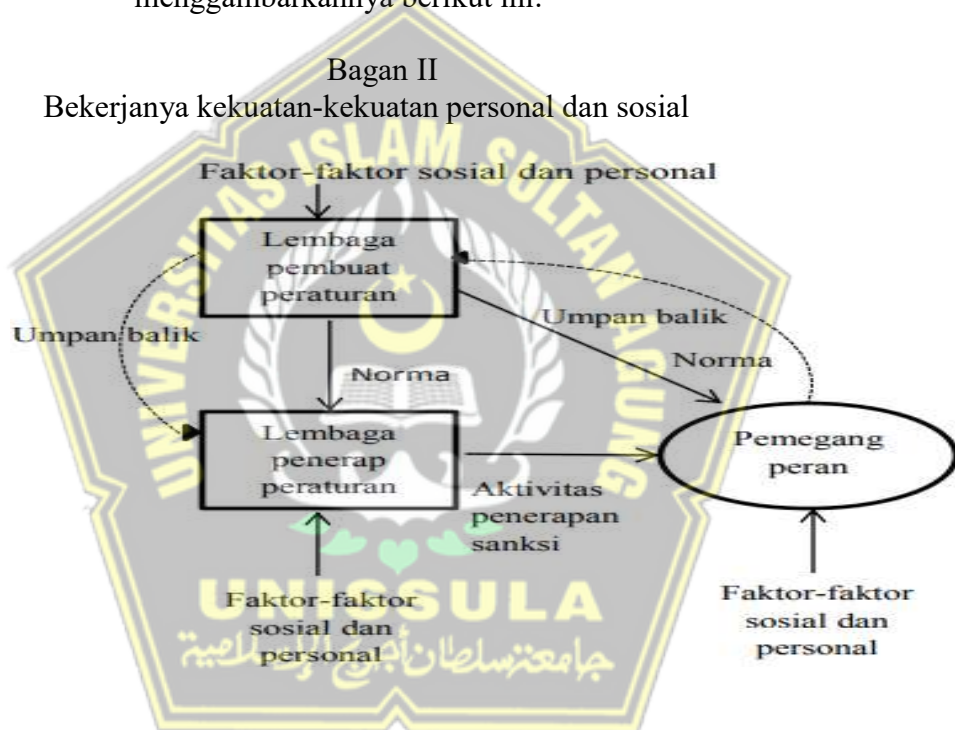 menggambarkannya berikut ini.
Bagan II
Bekerjanya kekuatan-kekuatan personal dan sosial
Faktor-faktor sosial dan personal
Lembaga
pembuat
peraturan
Umpan balik
Umpan balik
Norma
Norma
Lembaga
penerap
peraturan
Pemegang
peran
Aktivitas
penerapan
sanksi
Faktor-faktor
sosial dan
personal
Faktor-faktor
sosial dan
personal
UNIVERSITAS ISLAM SULTAN AGUNG
UNISSULA
جامعة سلطان أجونج الإسلامية